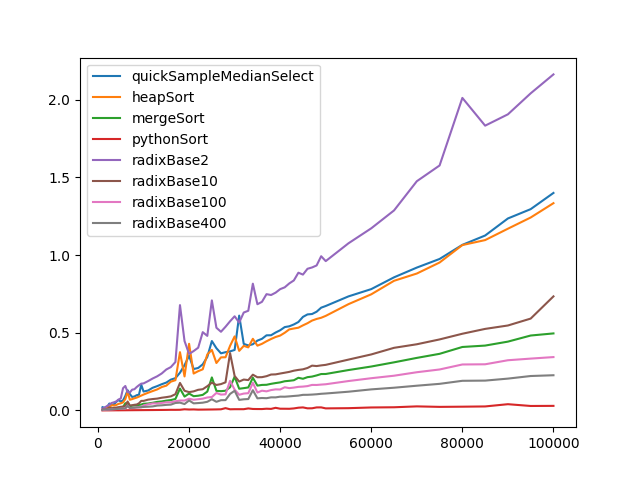 quickSampleMedianSelect
heapSort
mergeSort
pythonSort
radixBase2
radixBase10
radixBase100
radixBase400
2.0
1.5
1.0
0.5
0.0
0 20000 40000 60000 80000 100000